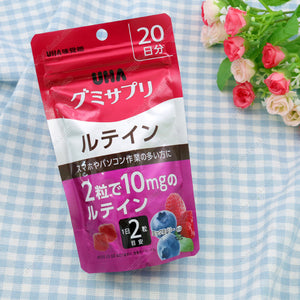 UHA味覚糖
20
日分
UHA
グミサプリ
ルテイン
スマホやパソコン作業の多い方に
2粒で10mgの
ルテイン
1日2粒
目安